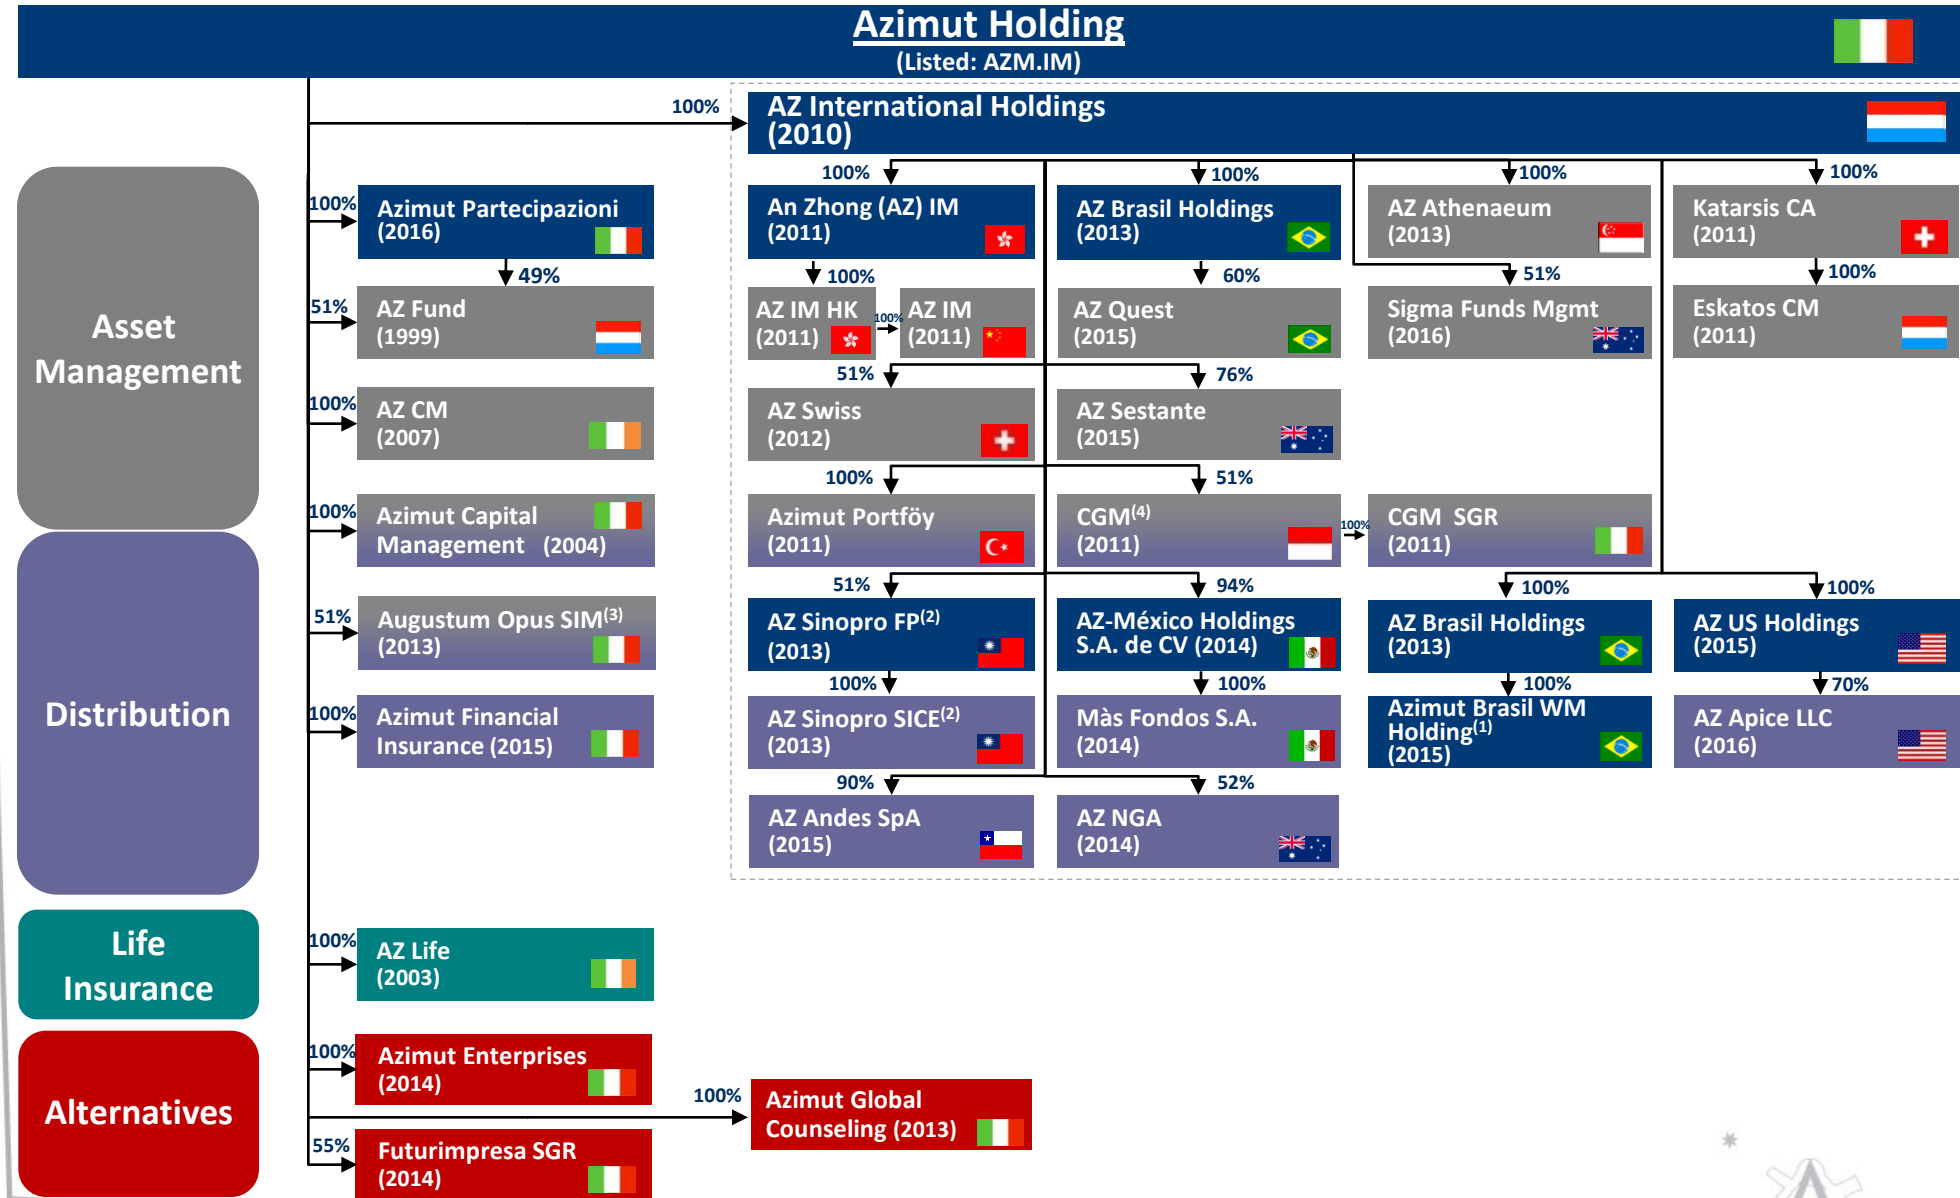 Azimut Holding
(Listed: AZM.IM)
100%
AZ International Holdings
(2010)
Asset
Management
Distribution
Life
Insurance
Alternatives
100%
Azimut Partecipazioni
(2016)
49%
51%
AZ Fund
(1999)
100%
AZ CM
(2007)
100%
Azimut Capital
Management (2004)
51%
Augustum Opus SIM(3)
(2013)
100%
Azimut Financial
Insurance (2015)
100%
AZ Life
(2003)
100%
Azimut Enterprises
(2014)
100%
Azimut Global
Counseling (2013)
55%
Futurimpresa SGR
(2014)
100%
An Zhong (AZ) IM
(2011)
100%
AZ Brasil Holdings
(2013)
100%
AZ Athenaeum
(2013)
100%
Katarsis CA
(2011)
100%
AZ IM HK
(2011)
100%
AZ IM
(2011)
60%
AZ Quest
(2015)
51%
Sigma Funds Mgmt
(2016)
100%
Eskatos CM
(2011)
51%
AZ Swiss
(2012)
76%
AZ Sestante
(2015)
100%
Azimut Portföy
(2011)
51%
CGM(4)
(2011)
100%
CGM SGR
(2011)
51%
AZ Sinopro FP(2)
(2013)
94%
AZ-México Holdings
S.A. de CV (2014)
100%
AZ Brasil Holdings
(2013)
100%
AZ US Holdings
(2015)
100%
AZ Sinopro SICE(2)
(2013)
100%
Màs Fondos S.A.
(2014)
100%
Azimut Brasil WM
Holding(1)
(2015)
70%
AZ Apice LLC
(2016)
90%
AZ Andes SpA
(2015)
52%
AZ NGA
(2014)